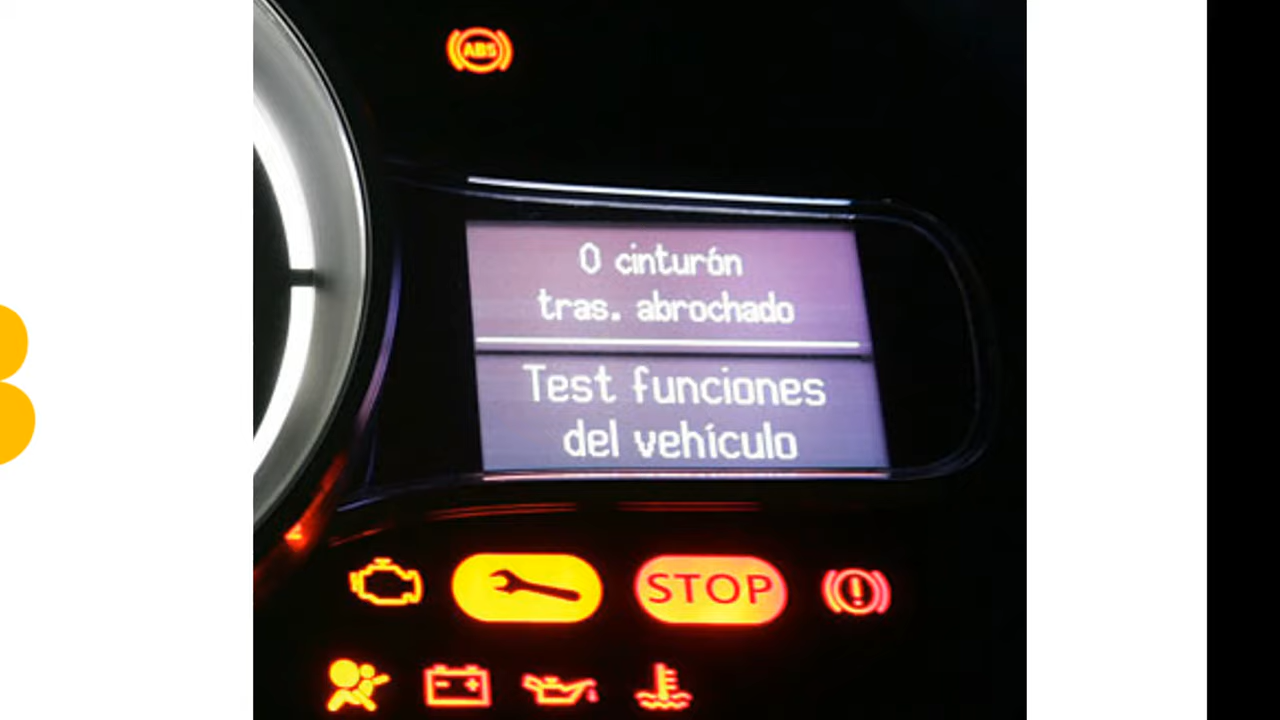 ABS
0 cinturón
tras. abrochado
Test funciones
del vehículo
STOP